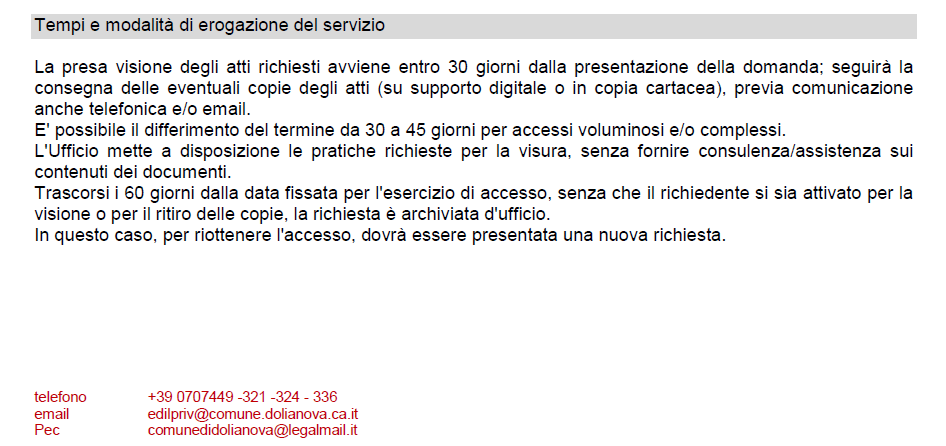 Tempi e modalità di erogazione del servizio
La presa visione degli atti richiesti avviene entro 30 giorni dalla presentazione della domanda; seguirà la
consegna delle eventuali copie degli atti (su supporto digitale o in copia cartacea), previa comunicazione
anche telefonica e/o email.
E' possibile il differimento del termine da 30 a 45 giorni per accessi voluminosi e/o complessi.
L'Ufficio mette a disposizione le pratiche richieste per la visura, senza fornire consulenza/assistenza sui
contenuti dei documenti.
Trascorsi i 60 giorni dalla data fissata per l'esercizio di accesso, senza che il richiedente si sia attivato per la
visione o per il ritiro delle copie, la richiesta è archiviata d'ufficio.
In questo caso, per riottenere l'accesso, dovrà essere presentata una nuova richiesta.
telefono +39 0707449 -321 -324 - 336
email edilpriv@comune.dolianova.ca.it
Pec comunedidolianova@legalmail.it